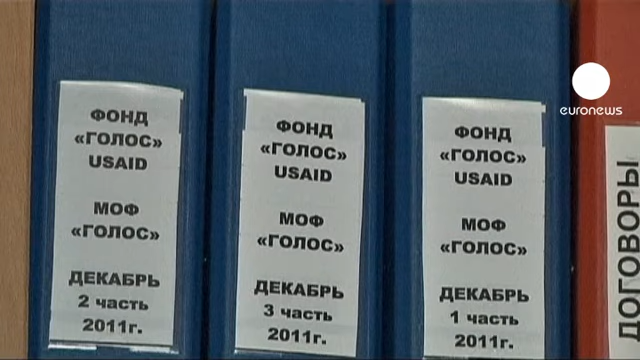 ФОНД
«ГОЛОС»
USAID
МОФ
«ГОЛОС»
ДЕКАБРЬ
2 часть
2011г.
ФОНД
«ГОЛОС»
USAID
МОФ
«ГОЛОС»
ДЕКАБРЬ
3 часть
2011г.
ФОНД
«ГОЛОС»
USAID
МОФ
«ГОЛОС»
ДЕКАБРЬ
1 часть
2011г.
ДОГОВОРЫ
euronews